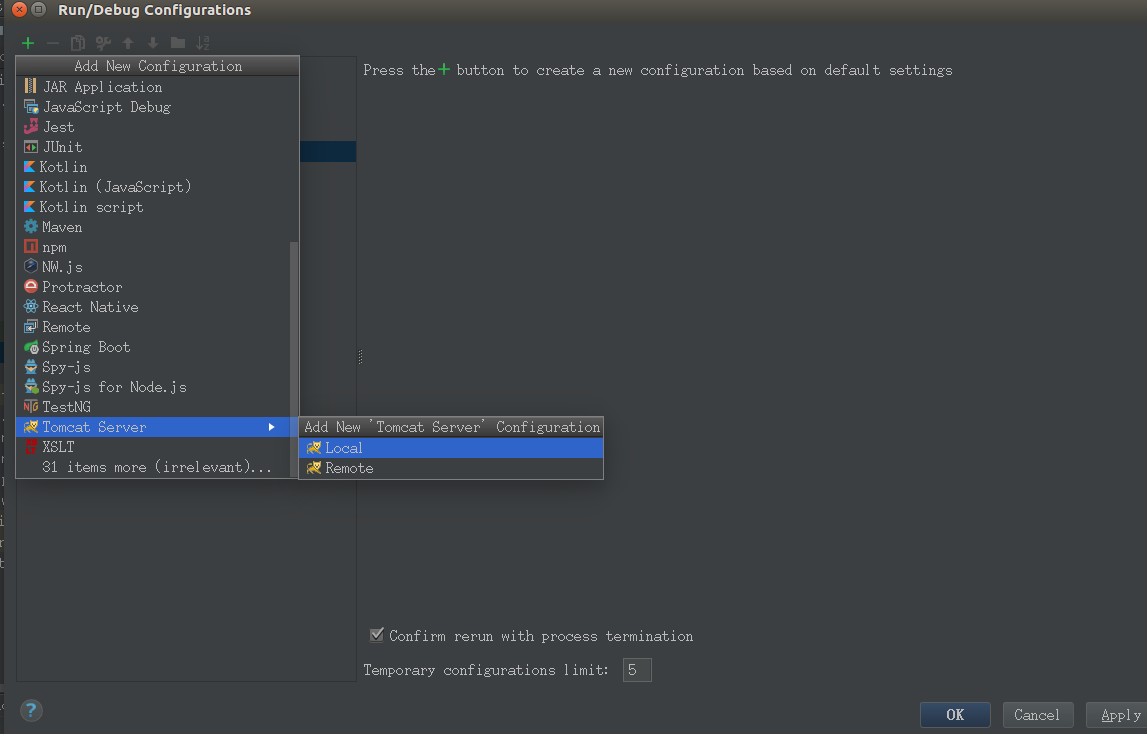 Run/Debug Configurations
Add New Configuration
Press the + button to create a new configuration based on default settings
JAR Application
JavaScript Debug
Jest
JUnit
Kotlin
Kotlin (JavaScript)
Kotlin script
Maven
npm
NW.js
Protractor
React Native
Remote
Spring Boot
Spy-js
Spy-js for Node.js
TestNG
Tomcat Server
XSLT
31 items more (irrelevant)...
Add New 'Tomcat Server' Configuration
Local
Remote
Confirm rerun with process termination
Temporary configurations limit: 5
?
OK
Cancel
Apply